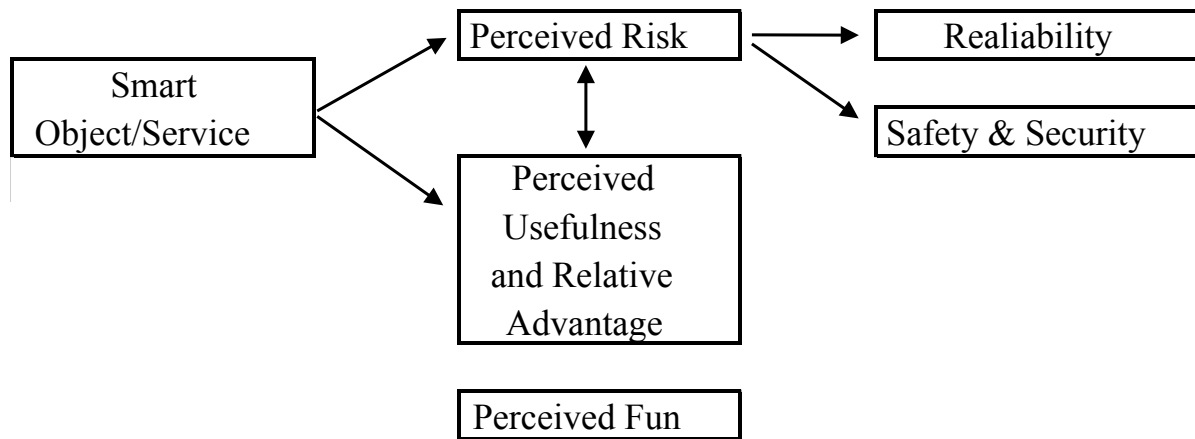 Smart
Object/Service
Perceived Risk
Perceived
Usefulness
and Relative
Advantage
Perceived Fun
Realiability
Safety & Security